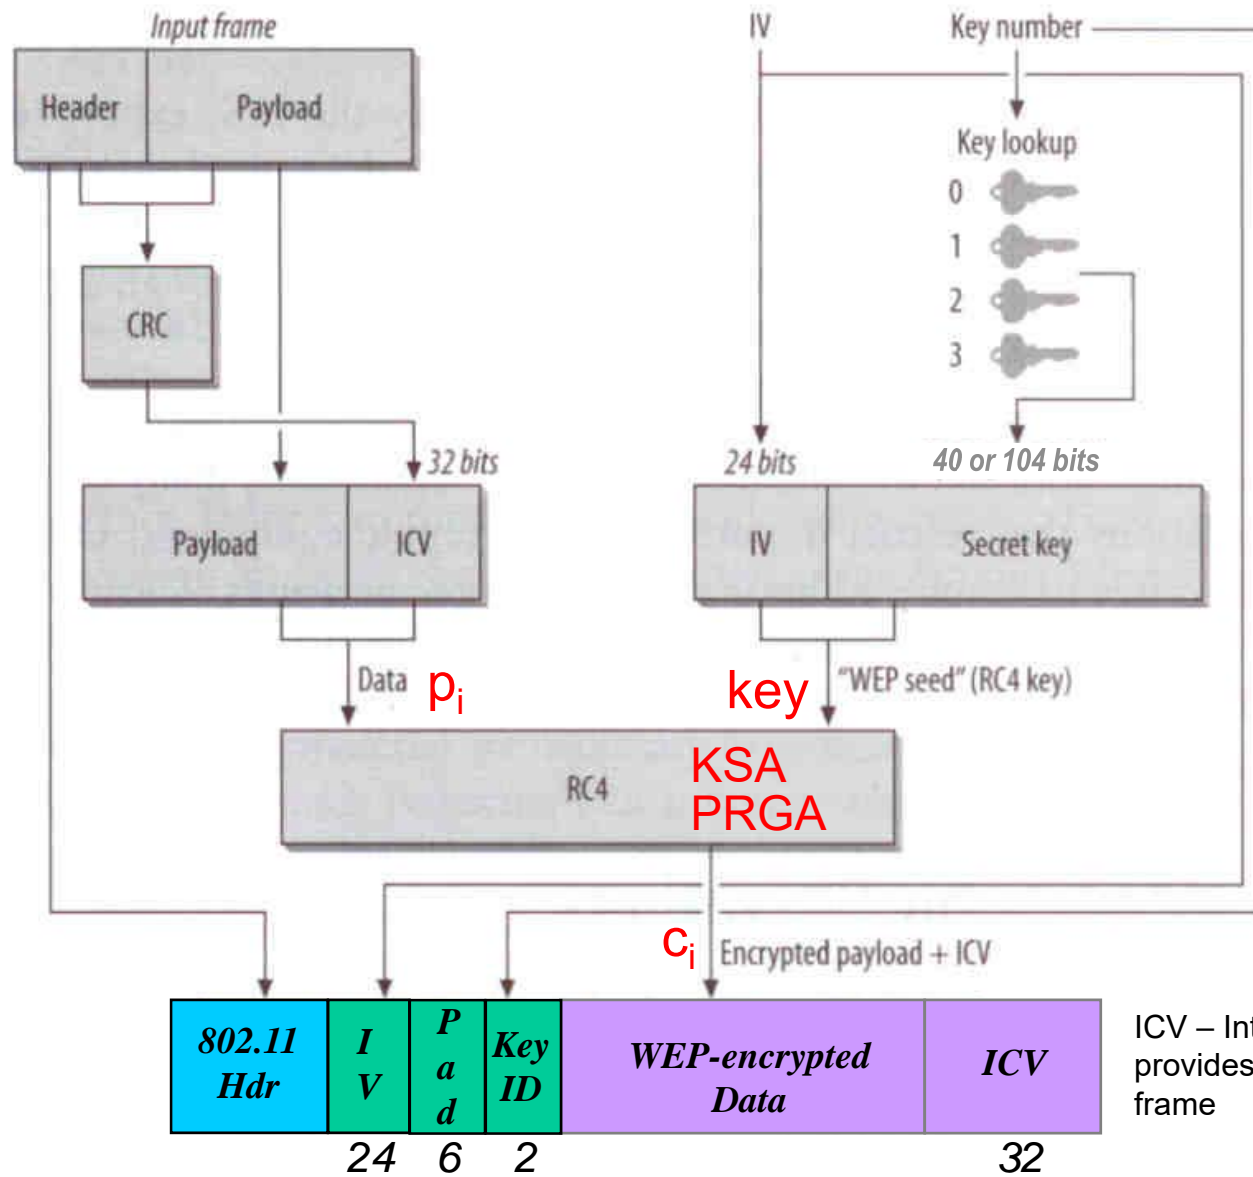 Input frame
IV
Key number
Header
Payload
Key lookup
0
1
2
3
CRC
32 bits
24 bits
40 or 104 bits
Payload
ICV
IV
Secret key
Data
pi
key
"WEP seed" (RC4 key)
RC4
KSA
PRGA
ci
Encrypted payload + ICV
802.11
Hdr
I
V
P
a
d
Key
ID
WEP-encrypted
Data
ICV
24
6
2
32
ICV – Int
provides
frame